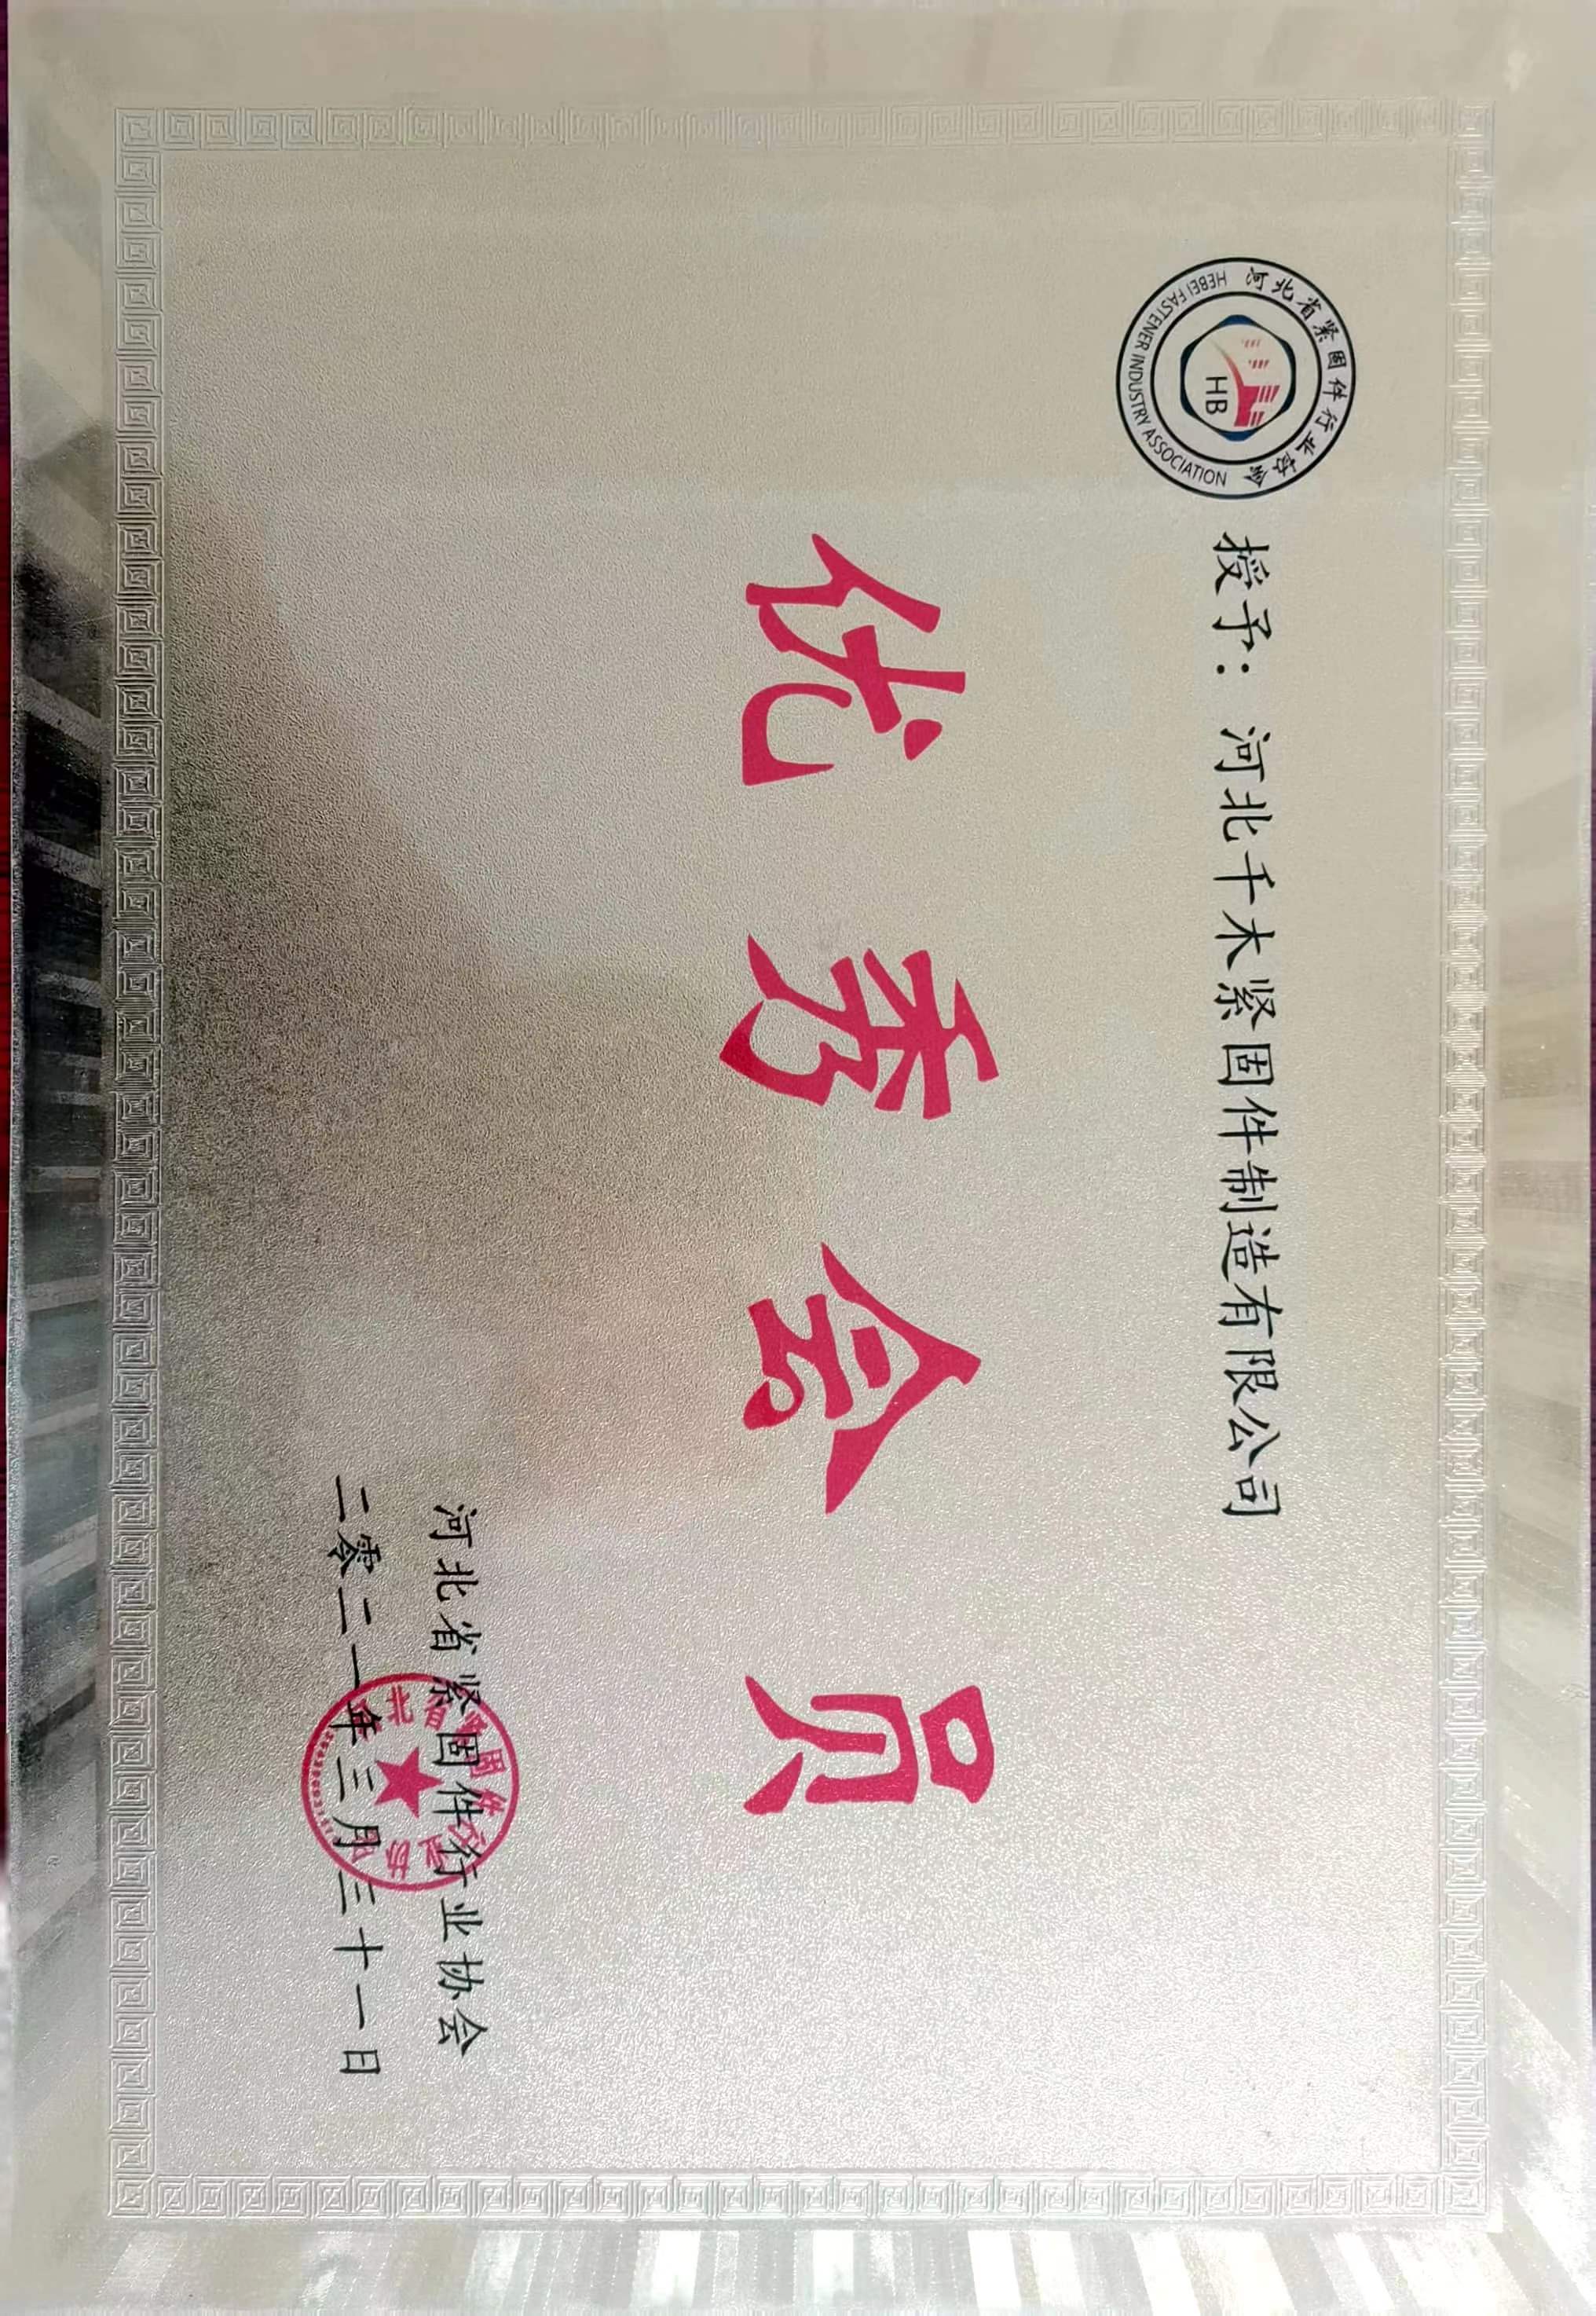 河北省紧固件行业协会
HEBEI FASTENER INDUSTRY ASSOCIATION
HB
授予：河北千木紧固件制造有限公司
优秀会员
河北省紧固件行业协会
二零二一年三月三十一日